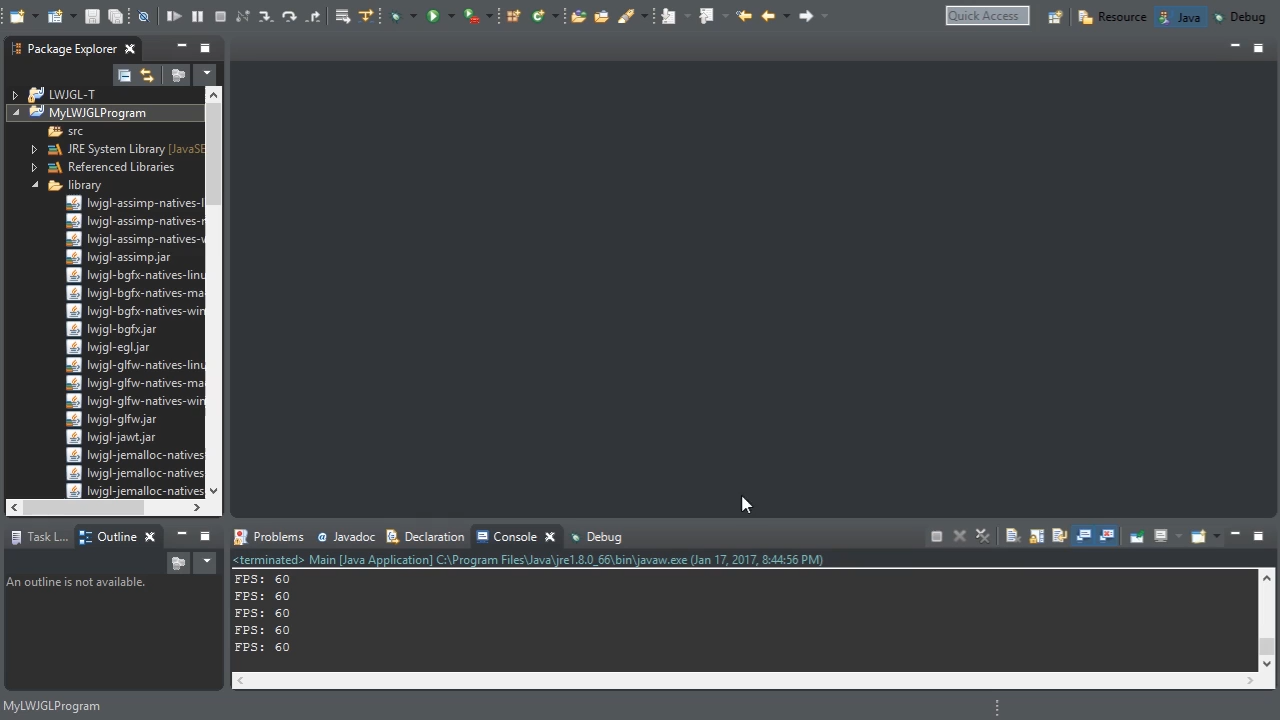 Quick Access
Resource
Java
Debug
Package Explorer
LWJGL-T
MyLWJGLProgram
src
JRE System Library [JavaSE
Referenced Libraries
library
lwjgl-assimp-natives-l
lwjgl-assimp-natives-r
lwjgl-assimp-natives-w
lwjgl-assimp.jar
lwjgl-bgfx-natives-linu
lwjgl-bgfx-natives-ma
lwjgl-bgfx-natives-win
lwjgl-bgfx.jar
lwjgl-egl.jar
lwjgl-glfw-natives-linu
lwjgl-glfw-natives-ma
lwjgl-glfw-natives-win
lwjgl-glfw.jar
lwjgl-jawt.jar
lwjgl-jemalloc-natives-
lwjgl-jemalloc-natives
lwjgl-jemalloc-natives-
Task L...
Outline
An outline is not available.
Problems
Javadoc
Declaration
Console
Debug
<terminated> Main [Java Application] C:\Program Files\Java\jre1.8.0_66\bin\javaw.exe (Jan 17, 2017, 8:44:56 PM)
FPS: 60
FPS: 60
FPS: 60
FPS: 60
FPS: 60
MyLWJGLProgram